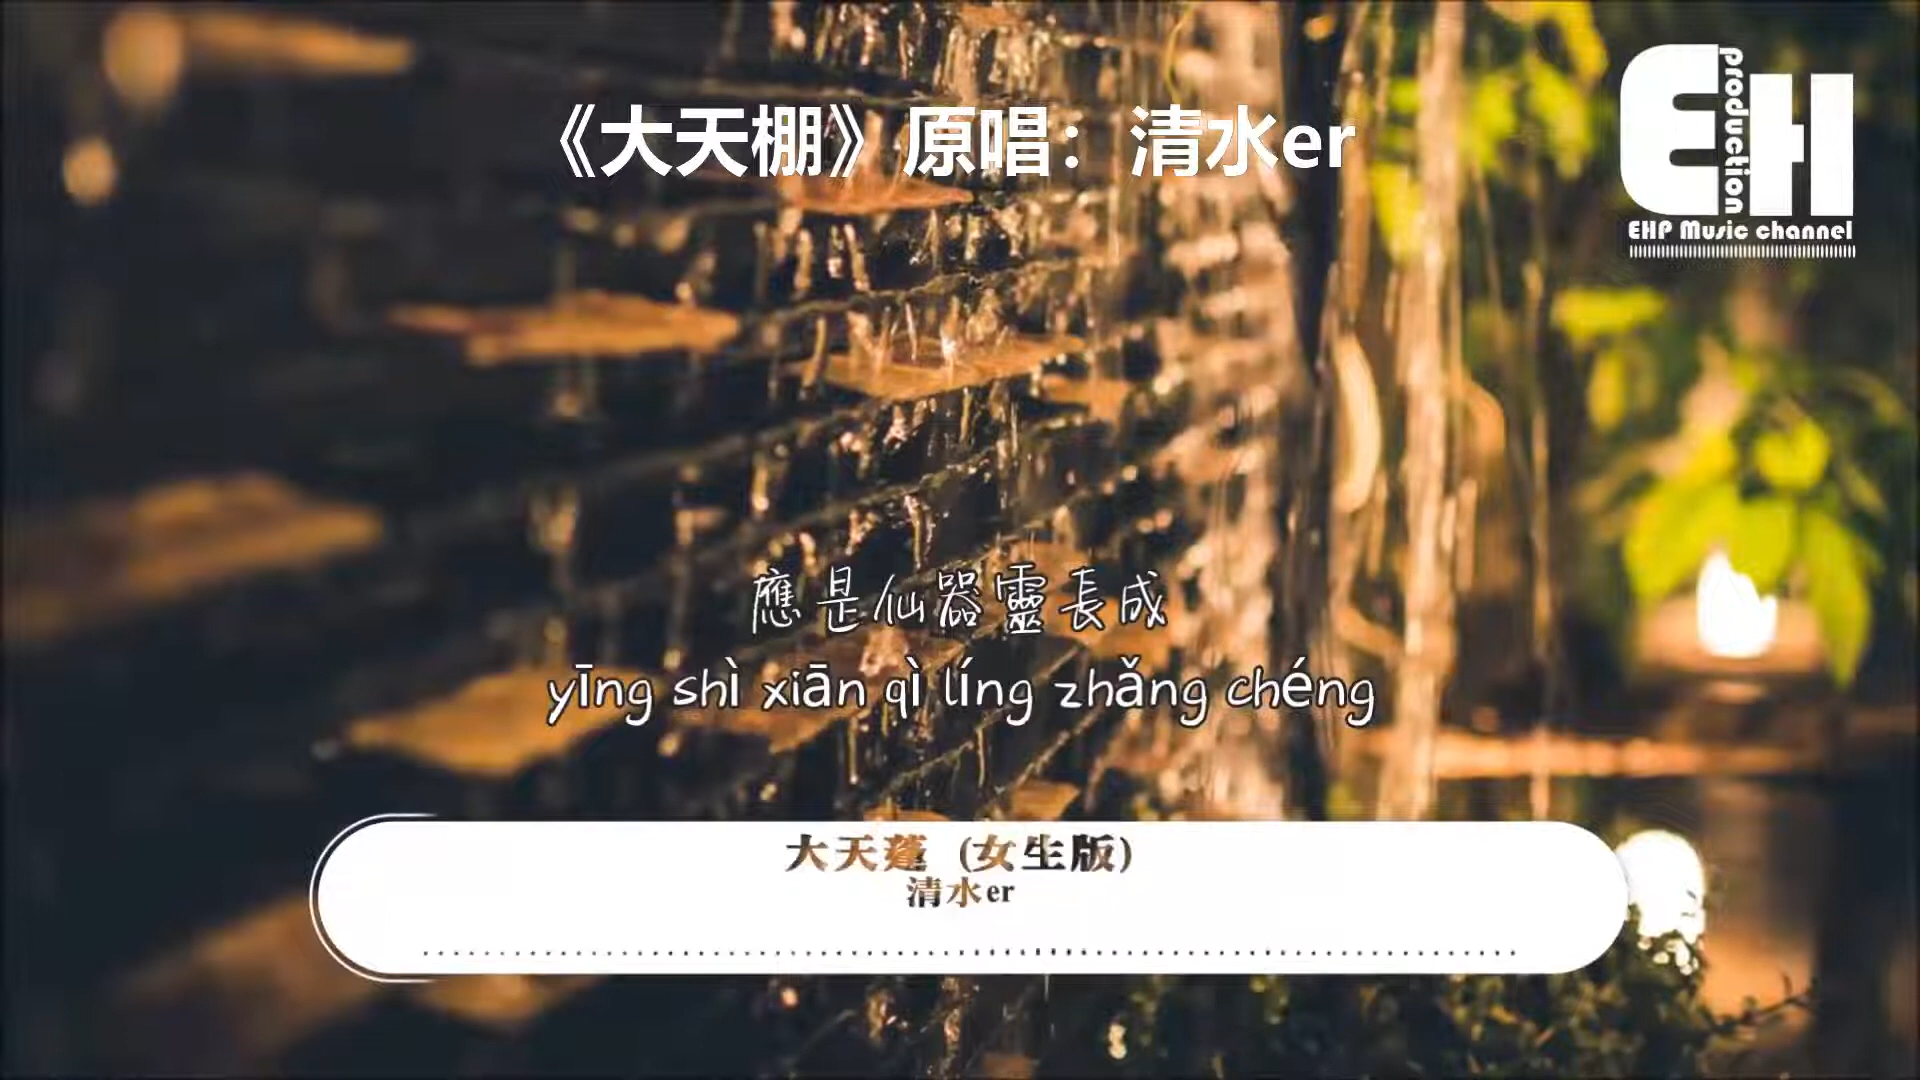 《大天棚》原唱：清水er
EH
production
EHP Music channel
應是仙器靈長成
yīng shì xiān qì líng zhǎng chéng
大天蓬 (女生版)
清水er